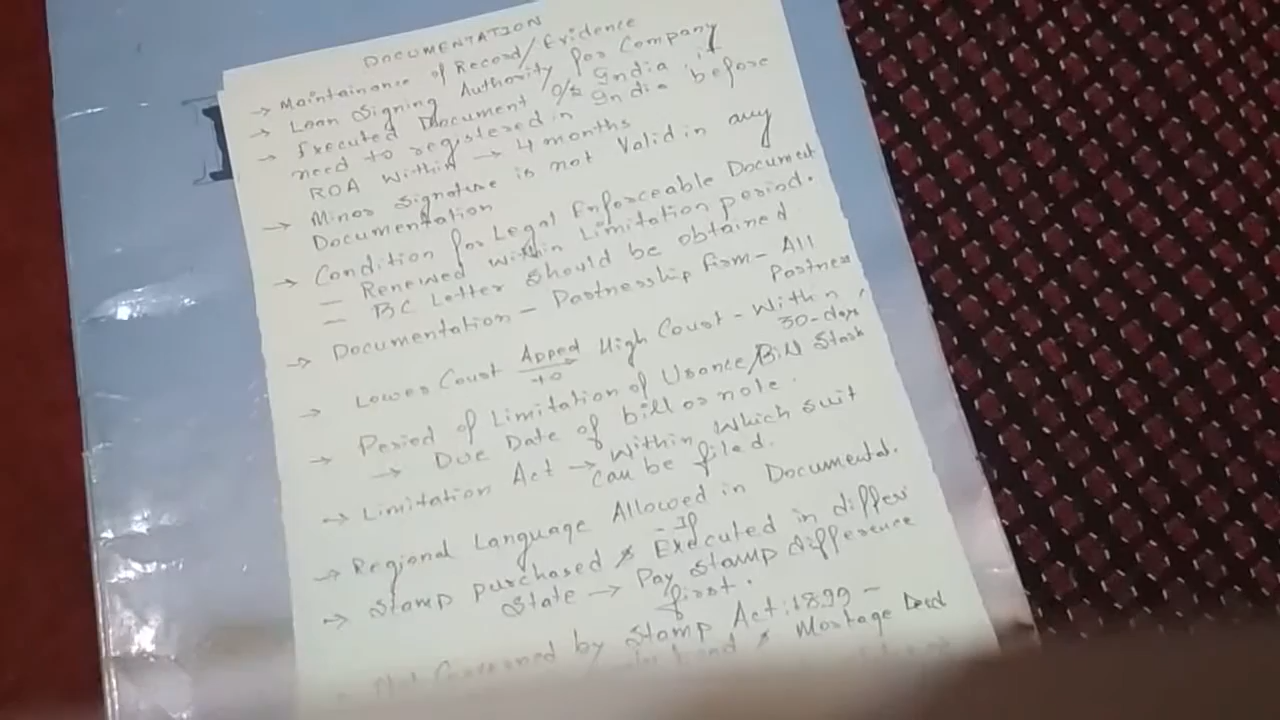 DOCUMENTATION
→ Maintainance of Record/Evidence
→ Loan signing Authority for Company
→ Executed Document o/s India if
need to registered in India before
ROA within → 4 months
→ Minor signature is not Valid in any
Documentation
→ Condition for Legal Enforceable Document
— Renewed within Limitation period.
— BC Letter should be obtained
→ Documentation - Partnership firm - All
Partners
→ Lower Court Appeal to High Court - Within
30-days
→ Period of Limitation of Usance Bill Start
→ Due Date of bill or note.
→ Limitation Act → Within Which suit
can be filed.
→ Regional Language Allowed in Documental.
→ Stamp purchased & Executed in differ
- If
State → Pay Stamp difference
first.
by Stamp Act, 1899 -
& Mostage Deed